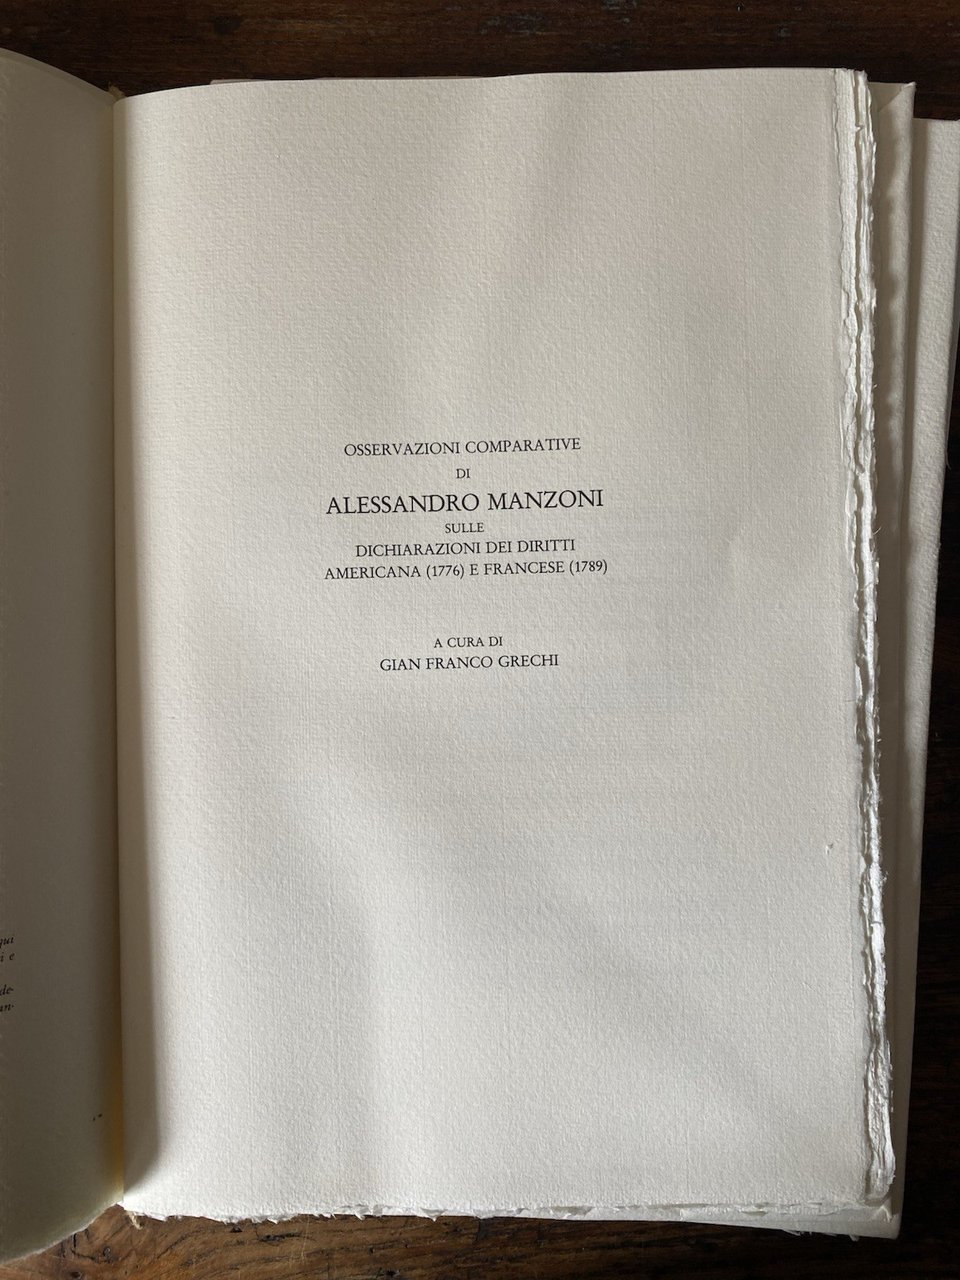 OSSERVAZIONI COMPARATIVE
DI
ALESSANDRO MANZONI
SULLE
DICHIARAZIONI DEI DIRITTI
AMERICANA (1776) E FRANCESE (1789)
A CURA DI
GIAN FRANCO GRECHI